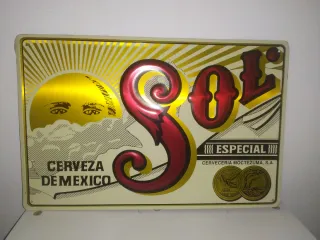 SOL
ESPECIAL
CERVECERIA MOCTEZUMA, S.A.
CERVEZA
DE MEXICO